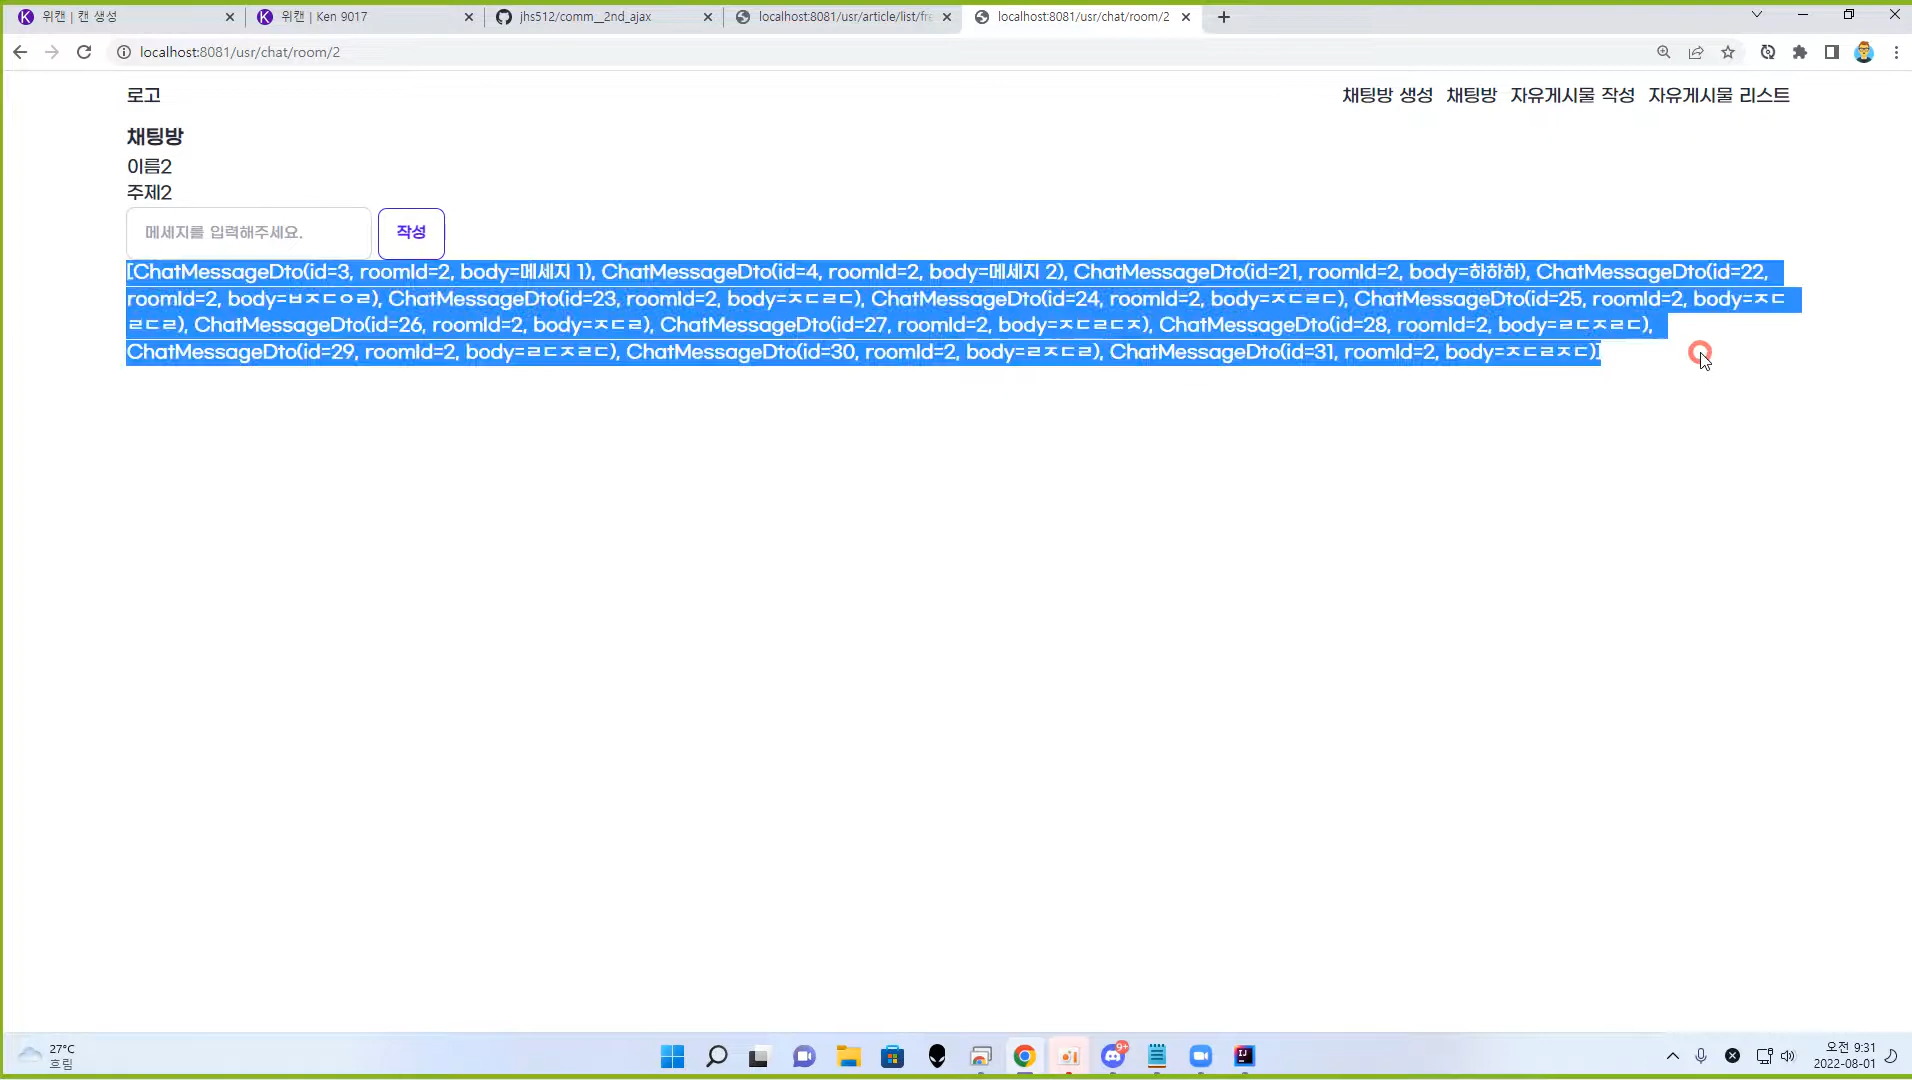 위캔 | 캔 생성
위캔 | Ken 9017
jhs512/comm__2nd_ajax
localhost:8081/usr/article/list/fre
localhost:8081/usr/chat/room/2
localhost:8081/usr/chat/room/2
로고
채팅방 생성 채팅방 자유게시물 작성 자유게시물 리스트
채팅방
이름2
주제2
메세지를 입력해주세요. 작성
[ChatMessageDto(id=3, roomId=2, body=메세지 1), ChatMessageDto(id=4, roomId=2, body=메세지 2), ChatMessageDto(id=21, roomId=2, body=하하하), ChatMessageDto(id=22,
roomId=2, body=ㅂㅈㄷㅇㄹ), ChatMessageDto(id=23, roomId=2, body=ㅈㄷㄹㄷ), ChatMessageDto(id=24, roomId=2, body=ㅈㄷㄹㄷ), ChatMessageDto(id=25, roomId=2, body=ㅈㄷ
ㄹㄷㄹ), ChatMessageDto(id=26, roomId=2, body=ㅈㄷㄹ), ChatMessageDto(id=27, roomId=2, body=ㅈㄷㄹㄷㅈ), ChatMessageDto(id=28, roomId=2, body=ㄹㄷㅈㄹㄷ),
ChatMessageDto(id=29, roomId=2, body=ㄹㄷㅈㄹㄷ), ChatMessageDto(id=30, roomId=2, body=ㄹㅈㄷㄹ), ChatMessageDto(id=31, roomId=2, body=ㅈㄷㄹㅈㄷ)]
27°C
흐림
9+
오전 9:31
2022-08-01